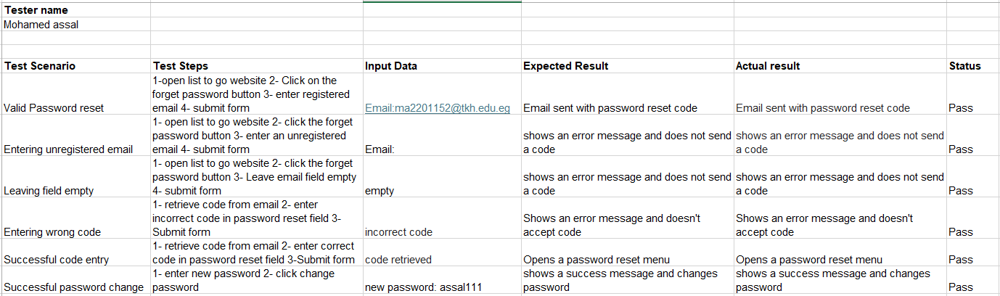 Tester name
Mohamed assal
Test Scenario Test Steps Input Data Expected Result Actual result Status
1-open list to go website 2- Click on the
forget password button 3- enter registered
Valid Password reset email 4- submit form Email:ma2201152@tkh.edu.eg Email sent with password reset code Email sent with password reset code Pass
1- open list to go website 2- click the forget
password button 3- enter an unregistered shows an error message and does not send shows an error message and does not send
Entering unregistered email email 4- submit form Email: a code a code Pass
1- open list to go website 2- click the forget
password button 3- Leave email field empty shows an error message and does not send shows an error message and does not send
Leaving field empty 4- submit form empty a code a code Pass
1- retrieve code from email 2- enter
incorrect code in password reset field 3- Shows an error message and doesn't Shows an error message and doesn't
Entering wrong code Submit form incorrect code accept code accept code Pass
1- retrieve code from email 2- enter correct
Successful code entry code in password reset field 3-Submit form code retrieved Opens a password reset menu Opens a password reset menu Pass
1- enter new password 2- click change shows a success message and changes shows a success message and changes
Successful password change password new password: assal111 password password Pass